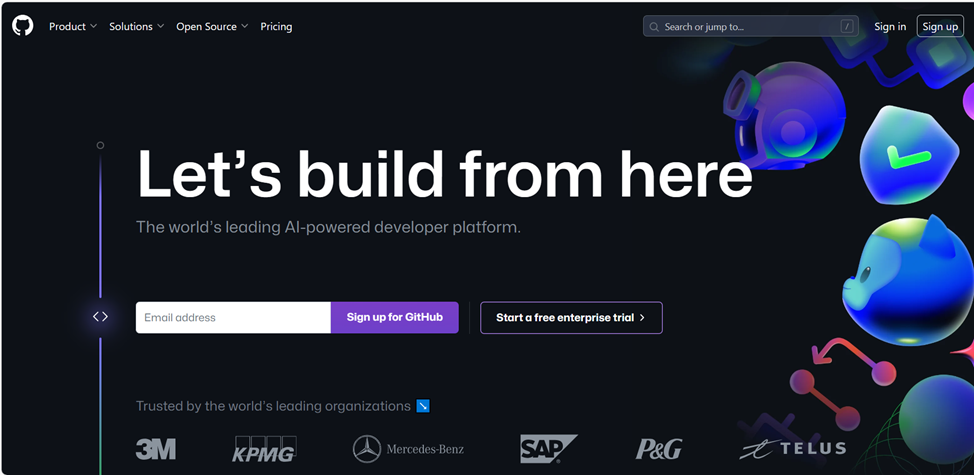 Product Solutions Open Source Pricing Search or jump to... / Sign in Sign up
Let’s build from here
The world’s leading AI-powered developer platform.
Email address Sign up for GitHub Start a free enterprise trial
Trusted by the world’s leading organizations
3M KPMG Mercedes-Benz SAP P&G TELUS